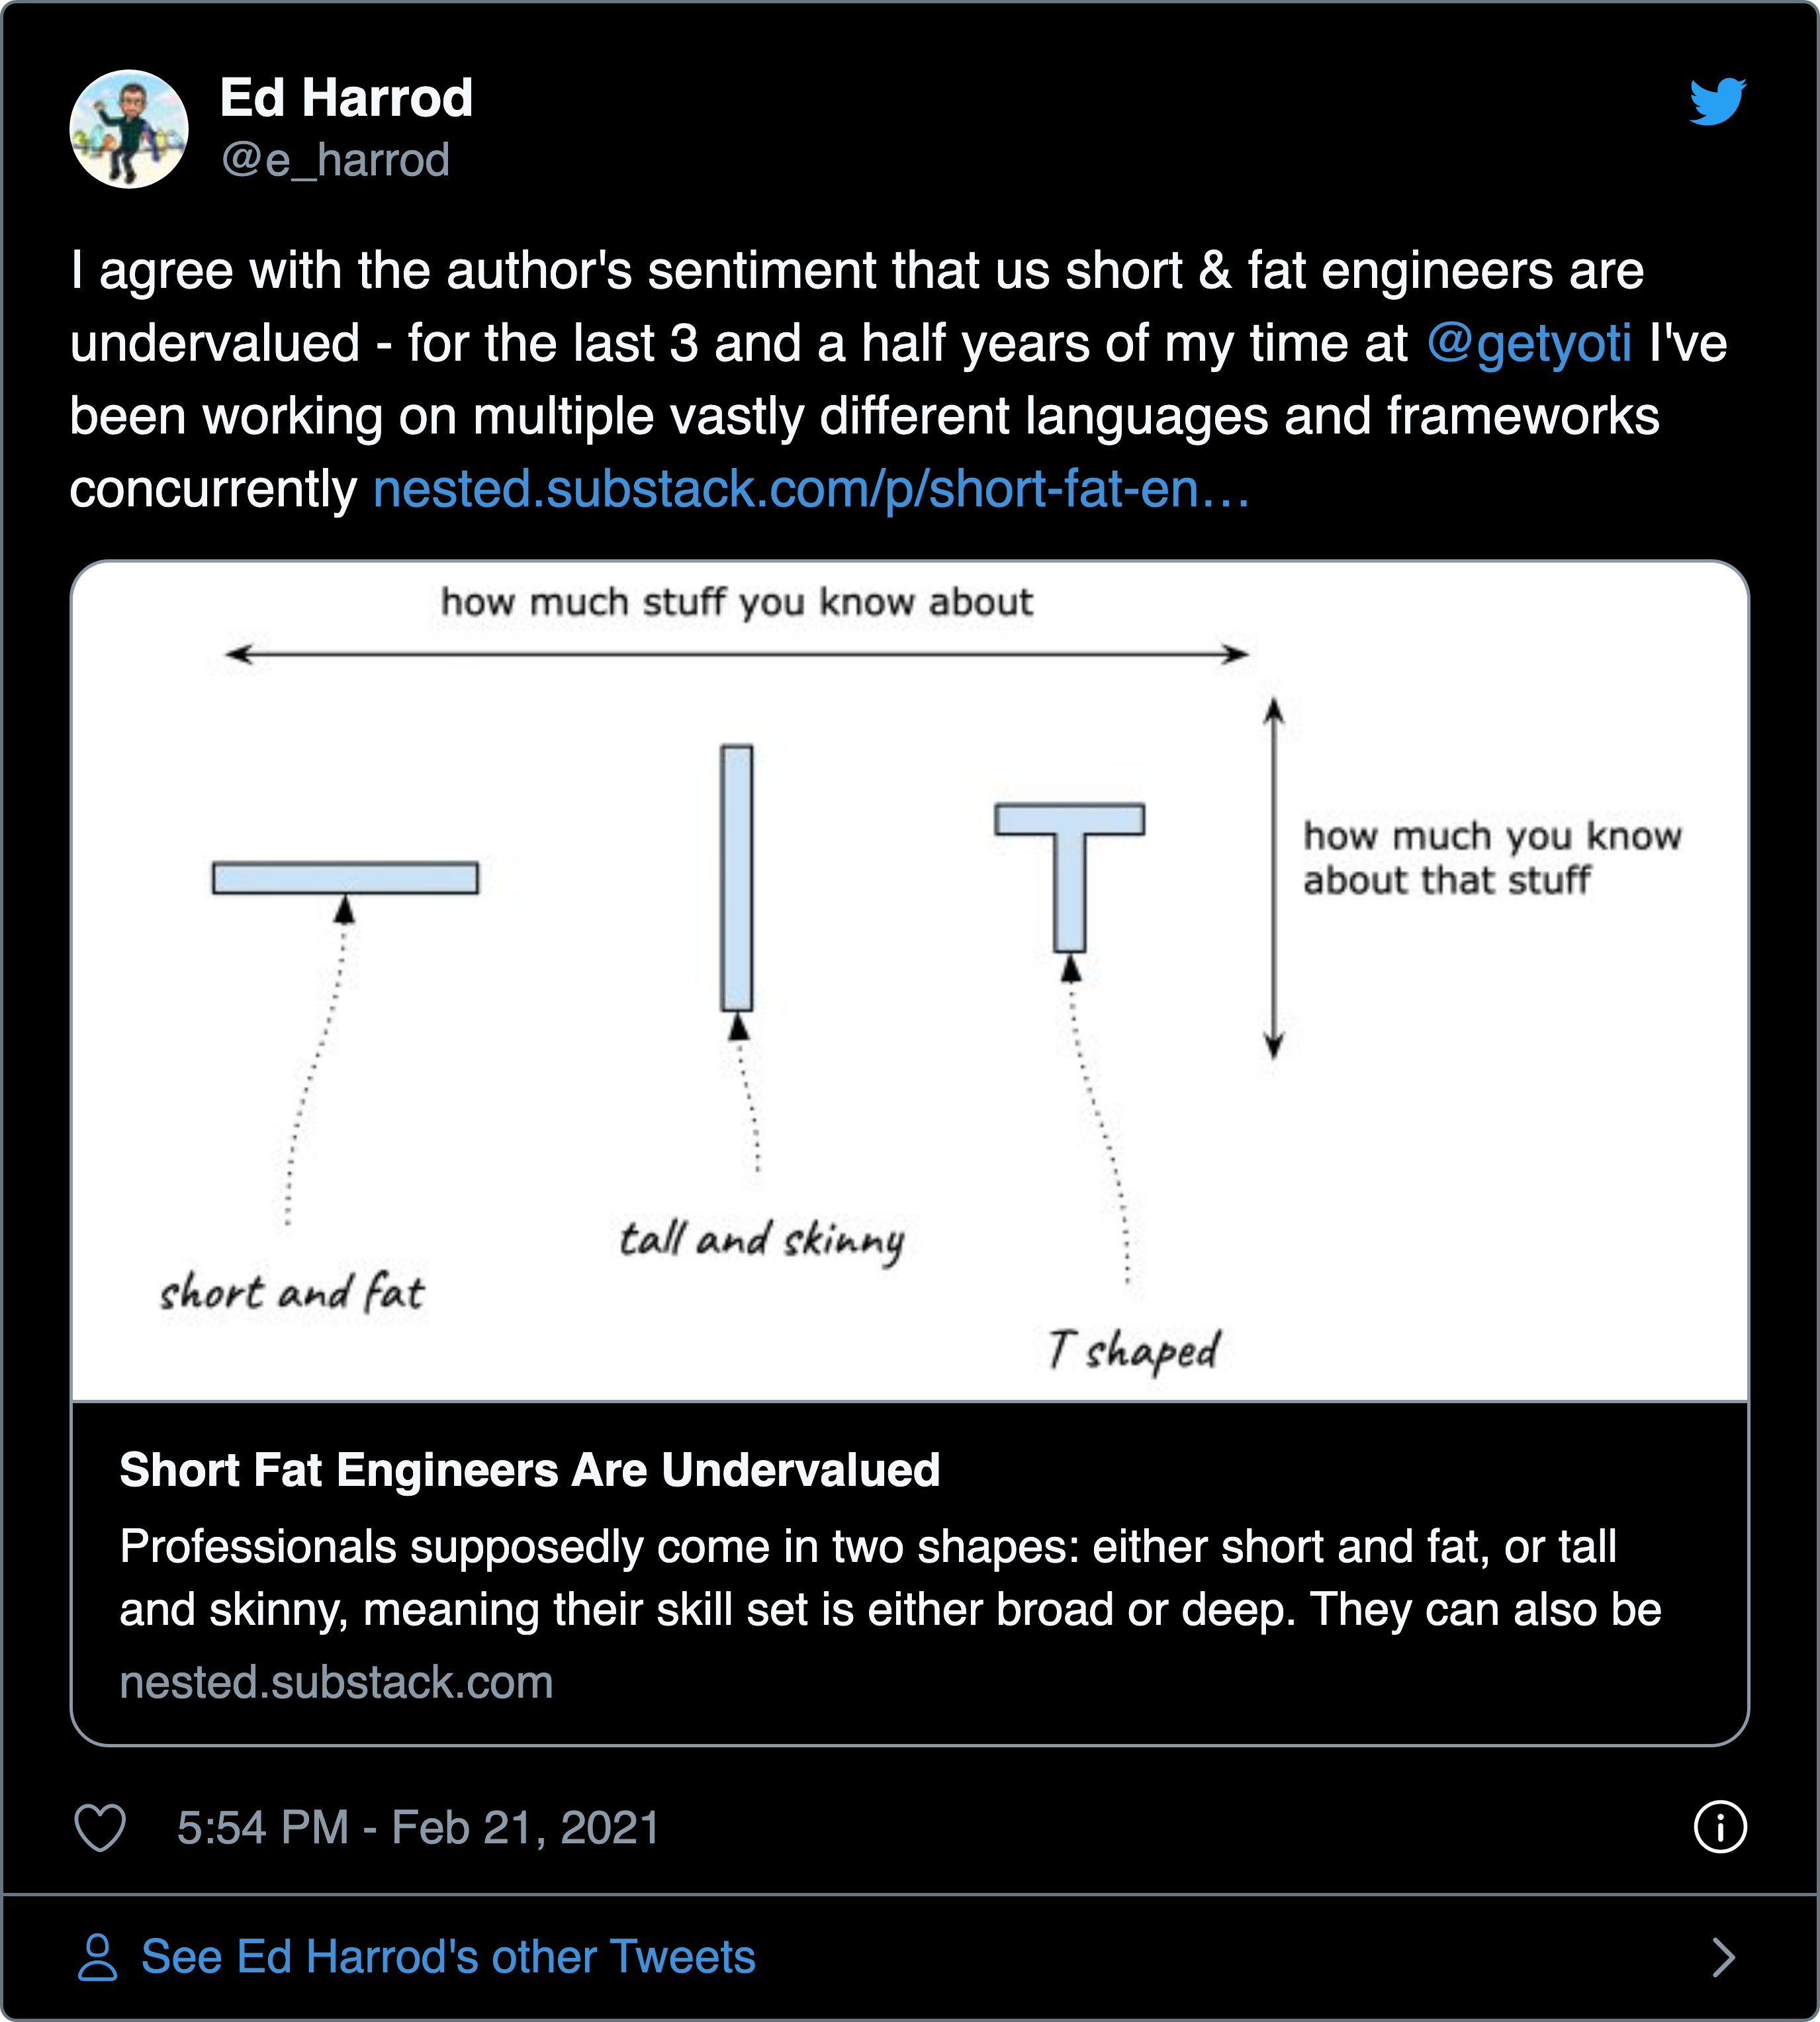 Ed Harrod
@e_harrod
I agree with the author's sentiment that us short & fat engineers are
undervalued - for the last 3 and a half years of my time at @getyoti I've
been working on multiple vastly different languages and frameworks
concurrently nested.substack.com/p/short-fat-en…
how much stuff you know about
how much you know
about that stuff
tall and skinny
short and fat
T shaped
Short Fat Engineers Are Undervalued
Professionals supposedly come in two shapes: either short and fat, or tall
and skinny, meaning their skill set is either broad or deep. They can also be
nested.substack.com
5:54 PM - Feb 21, 2021
See Ed Harrod's other Tweets